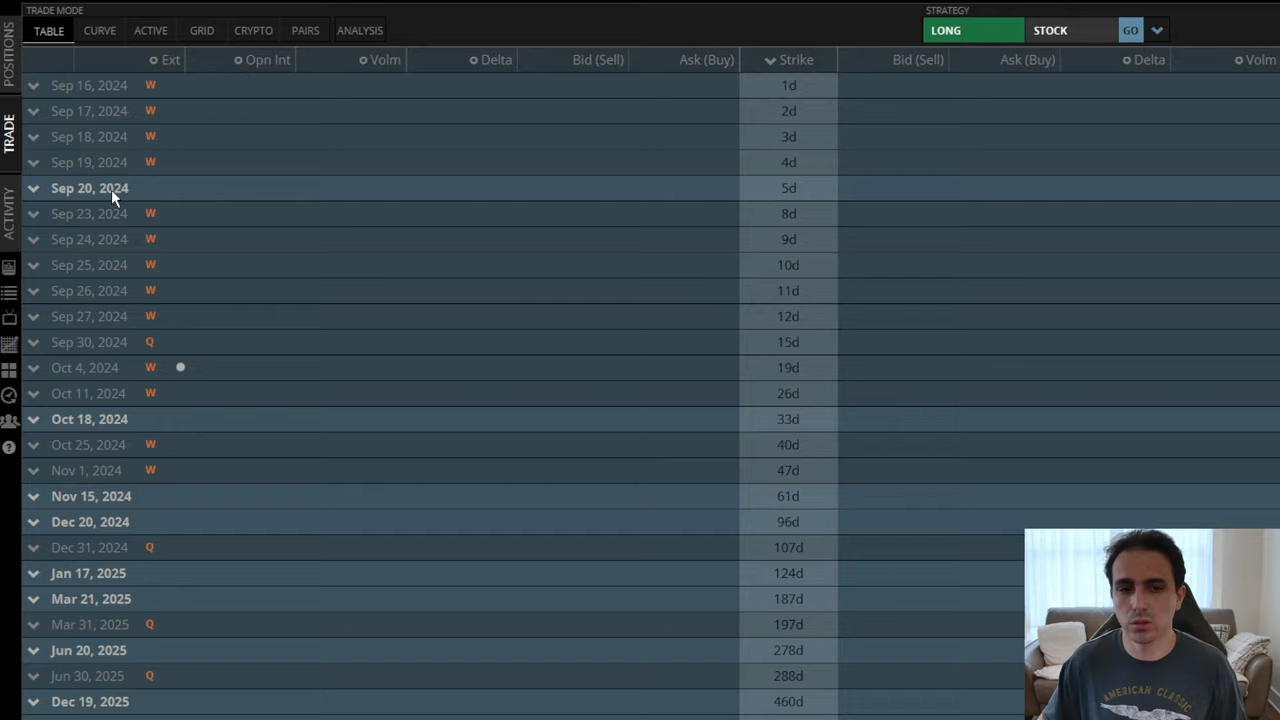 TRADE MODE
STRATEGY
TABLE CURVE ACTIVE GRID CRYPTO PAIRS ANALYSIS
LONG STOCK GO
POSITIONS
TRADE
ACTIVITY
Ext Opn Int Volm Delta Bid (Sell) Ask (Buy) Strike Bid (Sell) Ask (Buy) Delta Volm
Sep 16, 2024 W 1d
Sep 17, 2024 W 2d
Sep 18, 2024 W 3d
Sep 19, 2024 W 4d
Sep 20, 2024 5d
Sep 23, 2024 W 8d
Sep 24, 2024 W 9d
Sep 25, 2024 W 10d
Sep 26, 2024 W 11d
Sep 27, 2024 W 12d
Sep 30, 2024 Q 15d
Oct 4, 2024 W 19d
Oct 11, 2024 W 26d
Oct 18, 2024 33d
Oct 25, 2024 W 40d
Nov 1, 2024 W 47d
Nov 15, 2024 61d
Dec 20, 2024 96d
Dec 31, 2024 Q 107d
Jan 17, 2025 124d
Mar 21, 2025 187d
Mar 31, 2025 Q 197d
Jun 20, 2025 278d
Jun 30, 2025 Q 288d
Dec 19, 2025 460d
AMERICAN CLASSIC